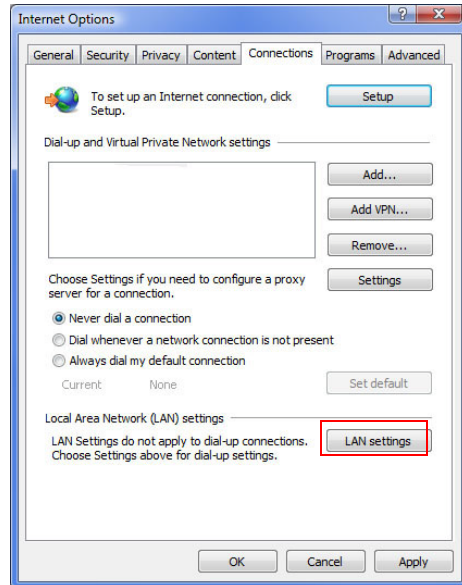 Internet Options
General Security Privacy Content Connections Programs Advanced
To set up an Internet connection, click
Setup.
Setup
Dial-up and Virtual Private Network settings
Add...
Add VPN...
Remove...
Choose Settings if you need to configure a proxy
server for a connection.
Settings
Never dial a connection
Dial whenever a network connection is not present
Always dial my default connection
Current None
Set default
Local Area Network (LAN) settings
LAN Settings do not apply to dial-up connections.
Choose Settings above for dial-up settings.
LAN settings
OK Cancel Apply